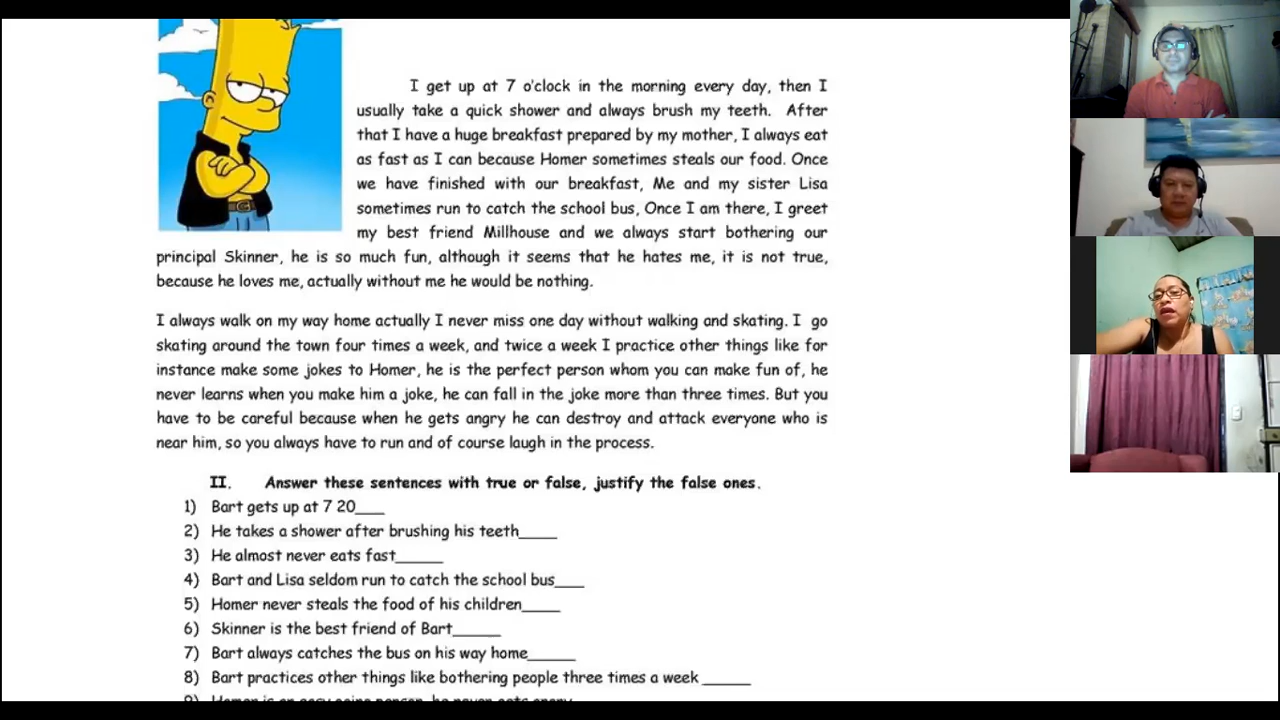 I get up at 7 o'clock in the morning every day, then I
usually take a quick shower and always brush my teeth. After
that I have a huge breakfast prepared by my mother, I always eat
as fast as I can because Homer sometimes steals our food. Once
we have finished with our breakfast, Me and my sister Lisa
sometimes run to catch the school bus, Once I am there, I greet
my best friend Millhouse and we always start bothering our
principal Skinner, he is so much fun, although it seems that he hates me, it is not true,
because he loves me, actually without me he would be nothing.
I always walk on my way home actually I never miss one day without walking and skating. I go
skating around the town four times a week, and twice a week I practice other things like for
instance make some jokes to Homer, he is the perfect person whom you can make fun of, he
never learns when you make him a joke, he can fall in the joke more than three times. But you
have to be careful because when he gets angry he can destroy and attack everyone who is
near him, so you always have to run and of course laugh in the process.
II. Answer these sentences with true or false, justify the false ones.
1) Bart gets up at 7 20___
2) He takes a shower after brushing his teeth____
3) He almost never eats fast_____
4) Bart and Lisa seldom run to catch the school bus___
5) Homer never steals the food of his children____
6) Skinner is the best friend of Bart_____
7) Bart always catches the bus on his way home_____
8) Bart practices other things like bothering people three times a week _____